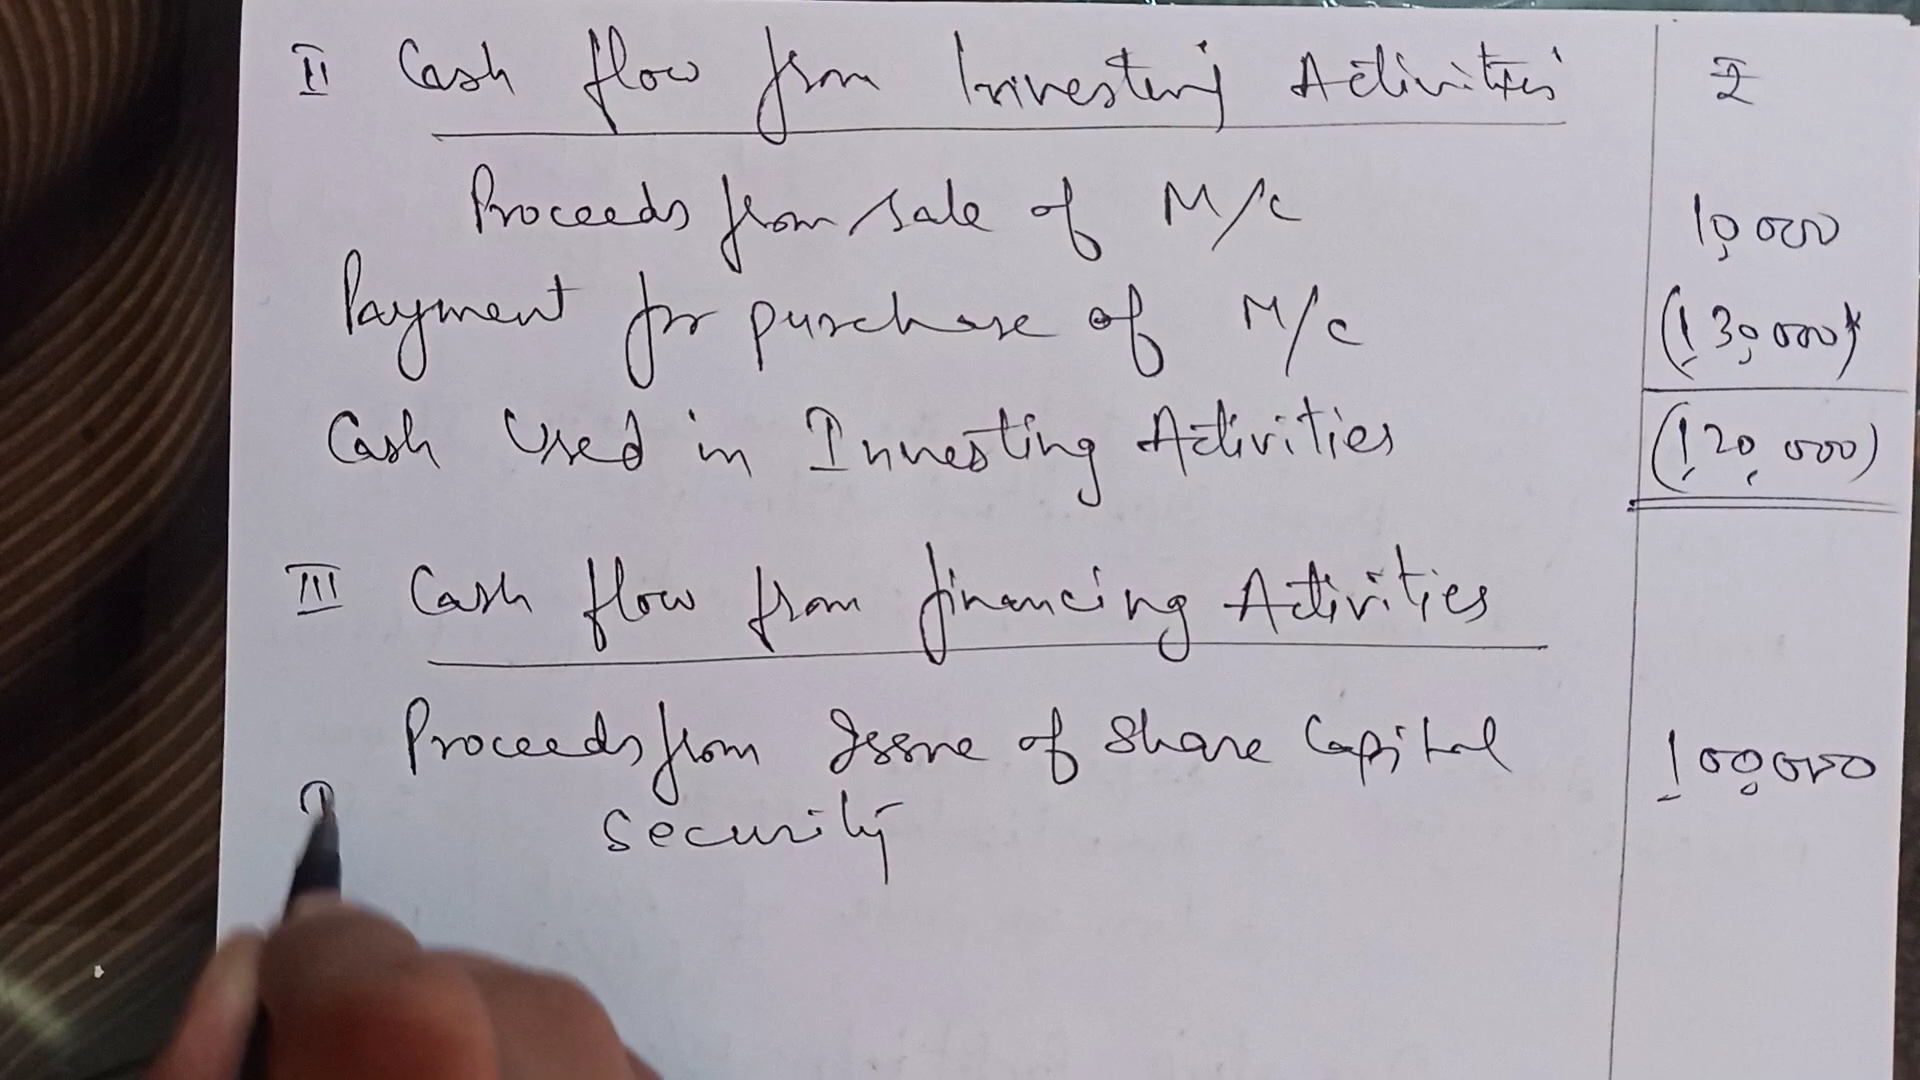 II Cash flow from Investing Activities ₹
Proceeds from sale of M/c 10,000
Payment for purchase of M/c (1,30,000)
Cash Used in Investing Activities (1,20,000)
III Cash flow from financing Activities
Proceeds from Issue of Share Capital 1,00,000
Security